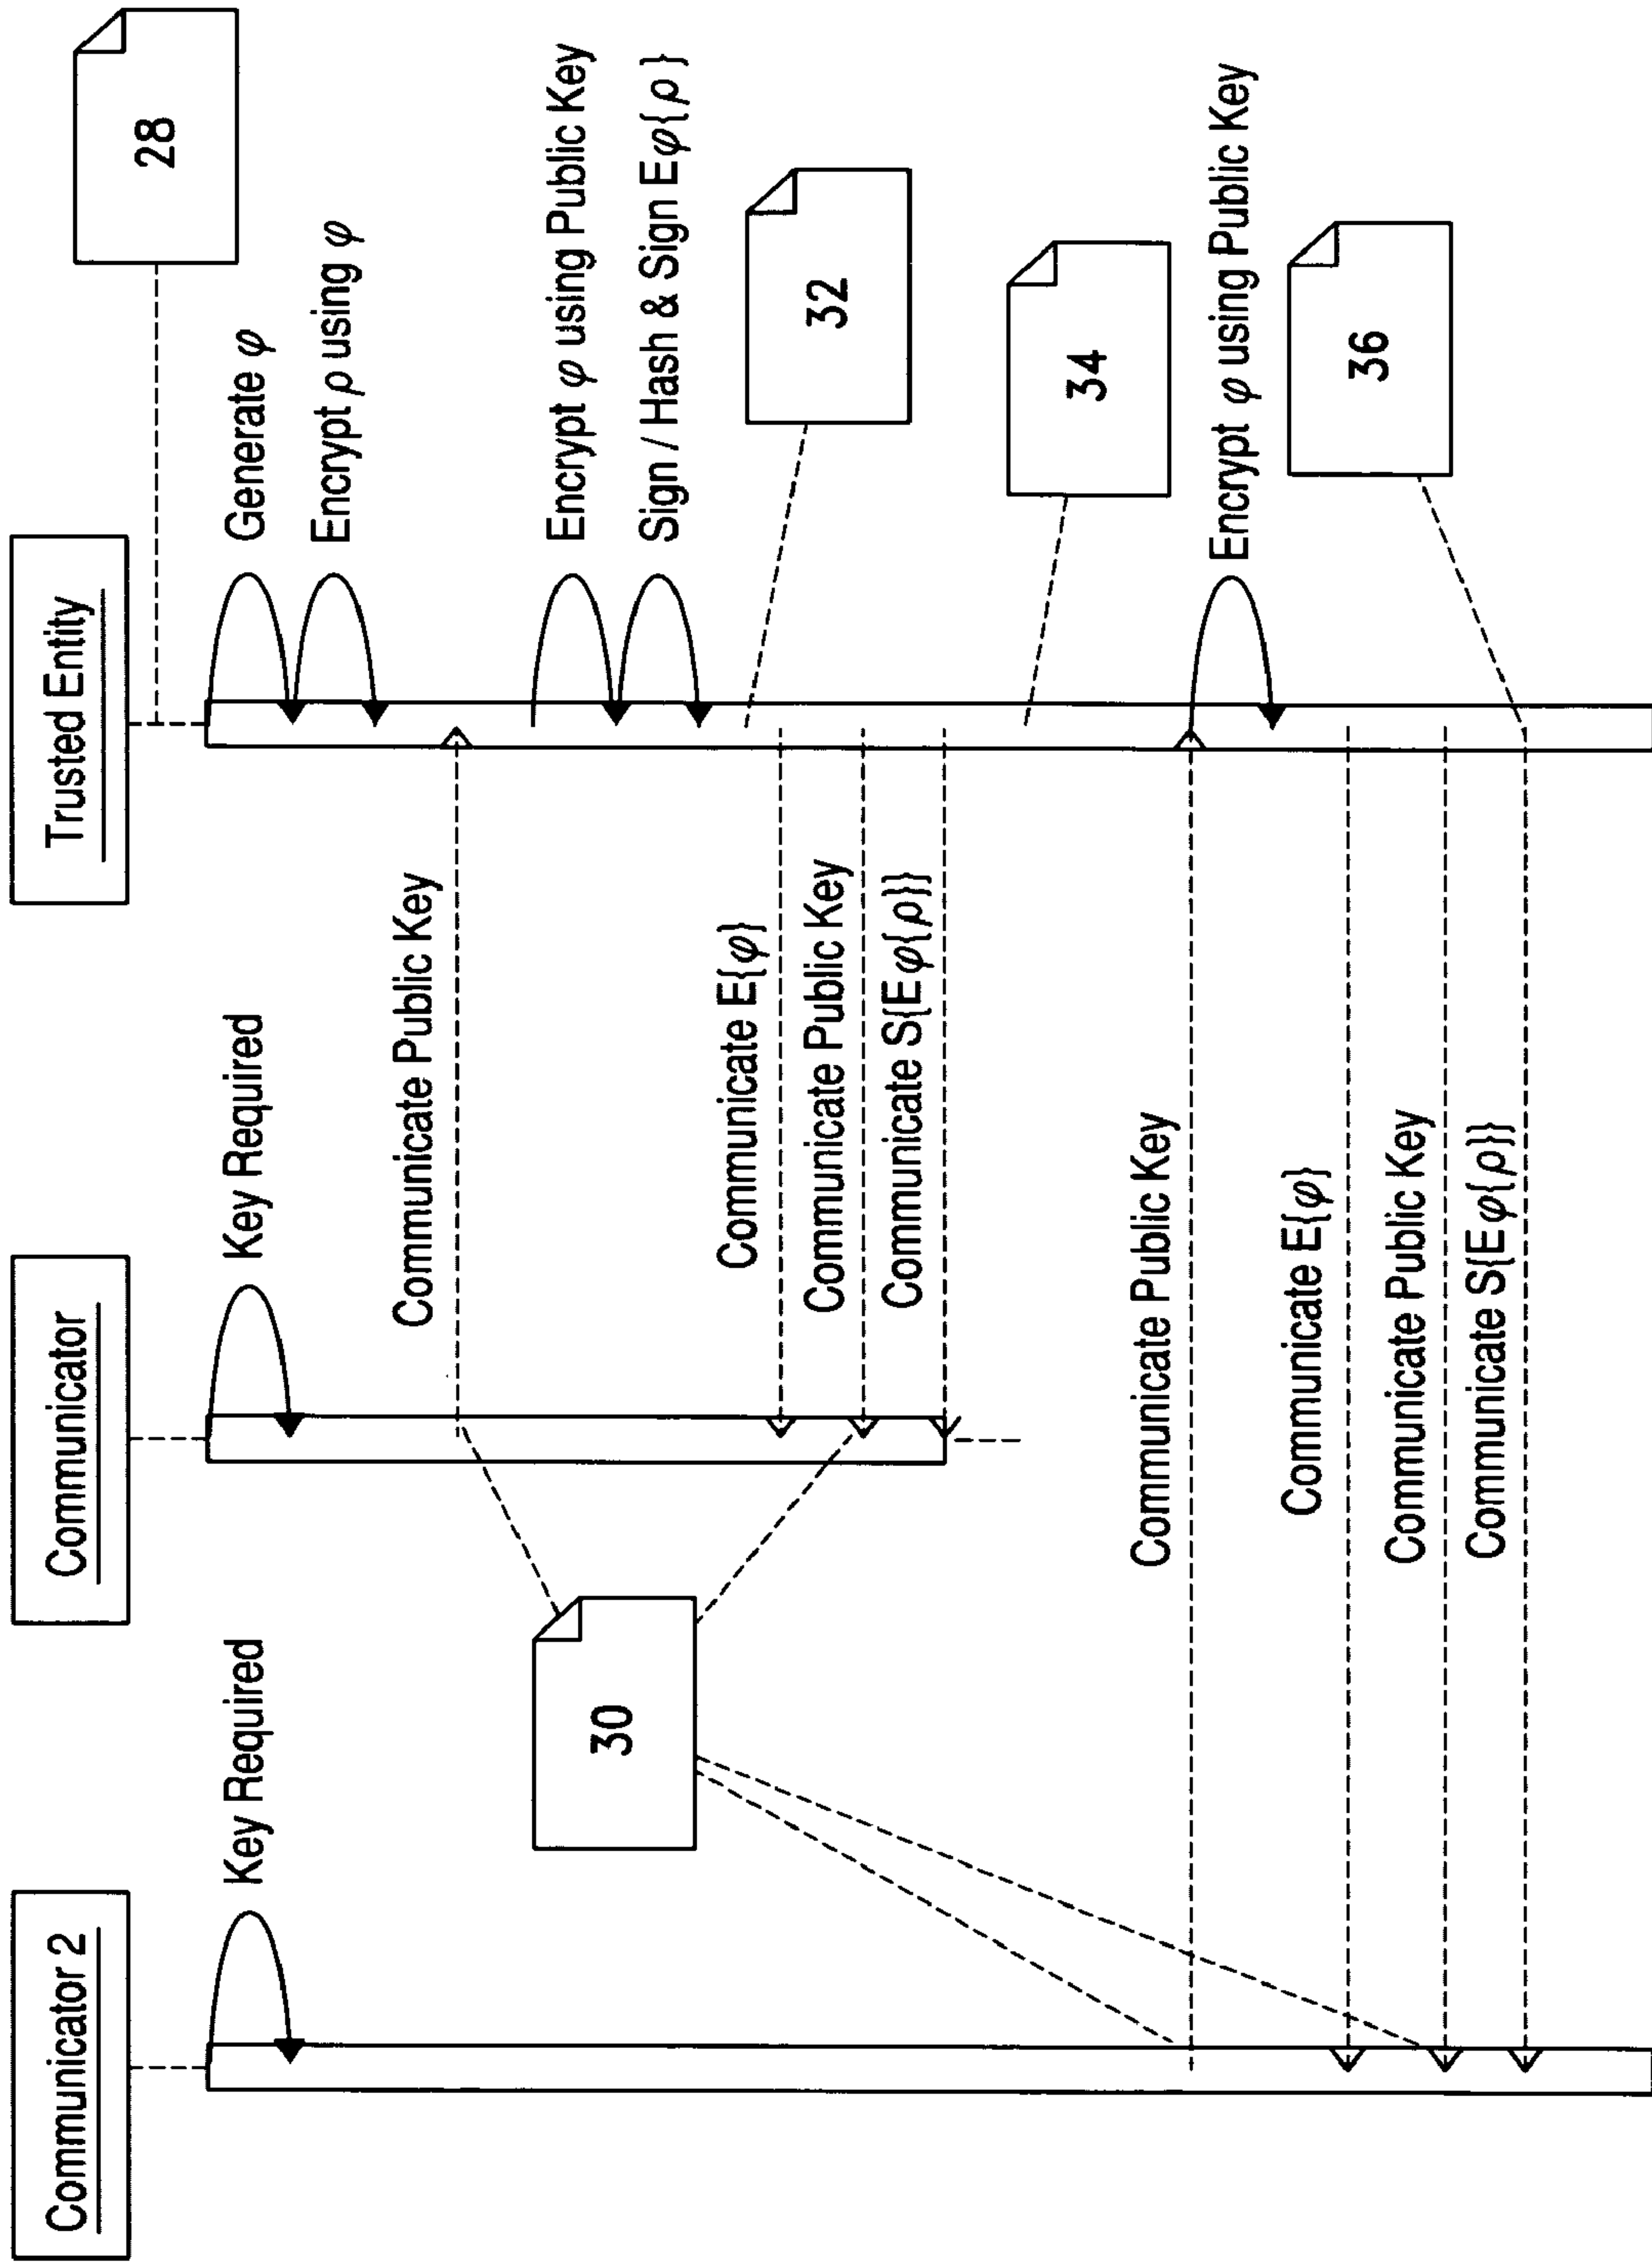 Communicator 2
Communicator
Trusted Entity
28
Key Required
Key Required
Generate φ
Encrypt ρ using φ
Communicate Public Key
30
Encrypt φ using Public Key
Sign / Hash & Sign Eφ{ρ}
32
Communicate E{φ}
Communicate Public Key
Communicate S{Eφ{ρ}}
34
Communicate Public Key
Encrypt φ using Public Key
36
Communicate E{φ}
Communicate Public Key
Communicate S{Eφ{ρ}}